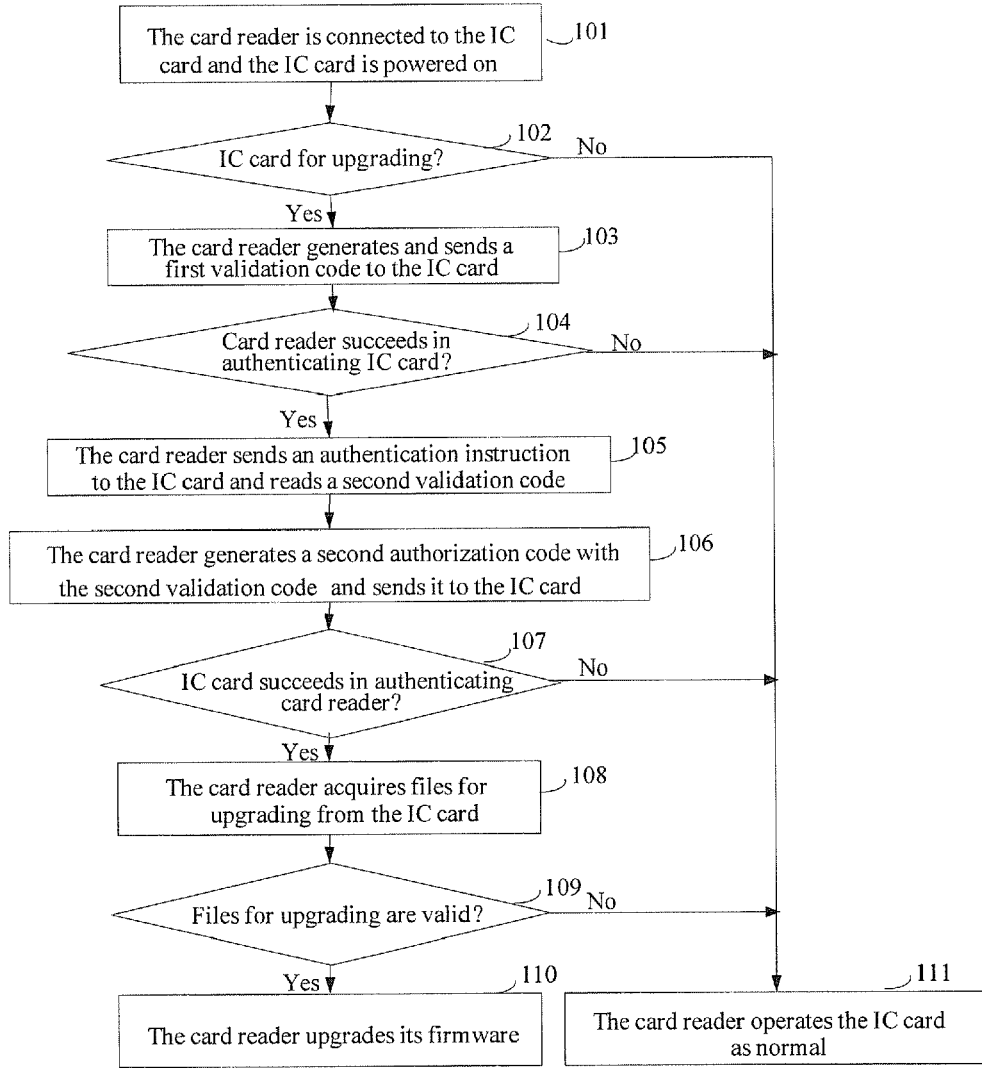 The card reader is connected to the IC
card and the IC card is powered on
101
IC card for upgrading?
102
No
Yes
The card reader generates and sends a
first validation code to the IC card
103
Card reader succeeds in
authenticating IC card?
104
No
Yes
The card reader sends an authentication instruction
to the IC card and reads a second validation code
105
The card reader generates a second authorization code with
the second validation code and sends it to the IC card
106
IC card succeeds in authenticating
card reader?
107
No
Yes
The card reader acquires files for
upgrading from the IC card
108
Files for upgrading are valid?
109
No
Yes
The card reader upgrades its firmware
110
The card reader operates the IC card
as normal
111